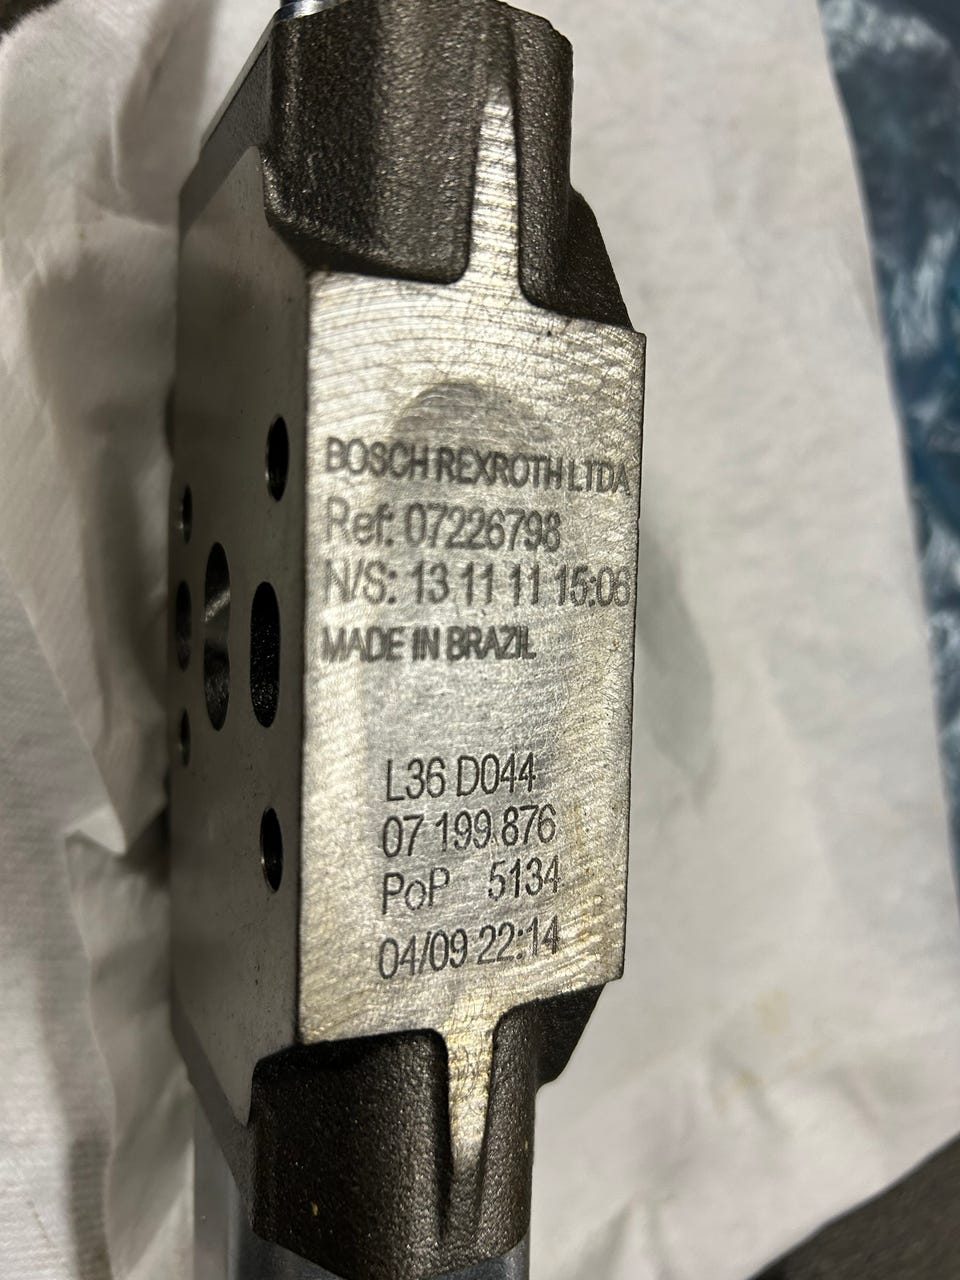 BOSCH REXROTH LTDA
Ref: 07226798
N/S: 13 11 11 15:06
MADE IN BRAZIL
L36 D044
07 199.876
PoP 5134
04/09 22:14